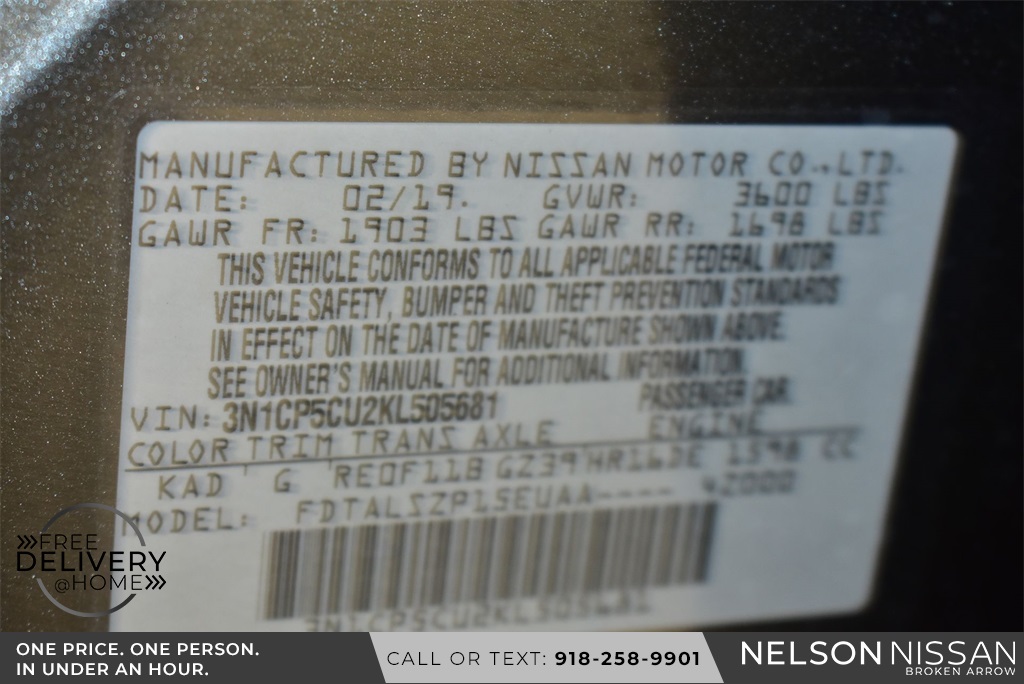 MANUFACTURED BY NISSAN MOTOR CO.,LTD.
DATE: 02/19. GVWR: 3600 LBS
GAWR FR: 1903 LBS GAWR RR: 1698 LBS
THIS VEHICLE CONFORMS TO ALL APPLICABLE FEDERAL MOTOR
VEHICLE SAFETY, BUMPER AND THEFT PREVENTION STANDARDS
IN EFFECT ON THE DATE OF MANUFACTURE SHOWN ABOVE.
SEE OWNER'S MANUAL FOR ADDITIONAL INFORMATION.
VIN: 3N1CP5CU2KL505681 PASSENGER CAR
COLOR TRIM TRANS AXLE ENGINE
KAD G RE0F11B GZ39 HR16DE 1598 CC
MODEL: FDTALSZP1SEUAA---- 42000
3N1CP5CU2KL505681
FREE
DELIVERY
@HOME
ONE PRICE. ONE PERSON.
IN UNDER AN HOUR.
CALL OR TEXT: 918-258-9901
NELSON NISSAN
BROKEN ARROW